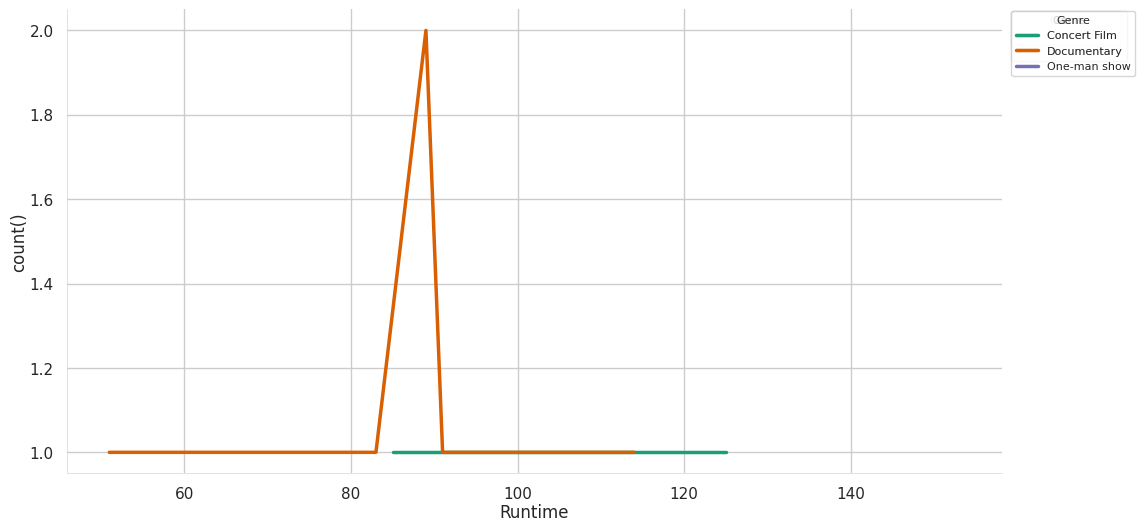 Genre
Concert Film
Documentary
One-man show
2.0
1.8
1.6
1.4
1.2
1.0
count()
60 80 100 120 140
Runtime